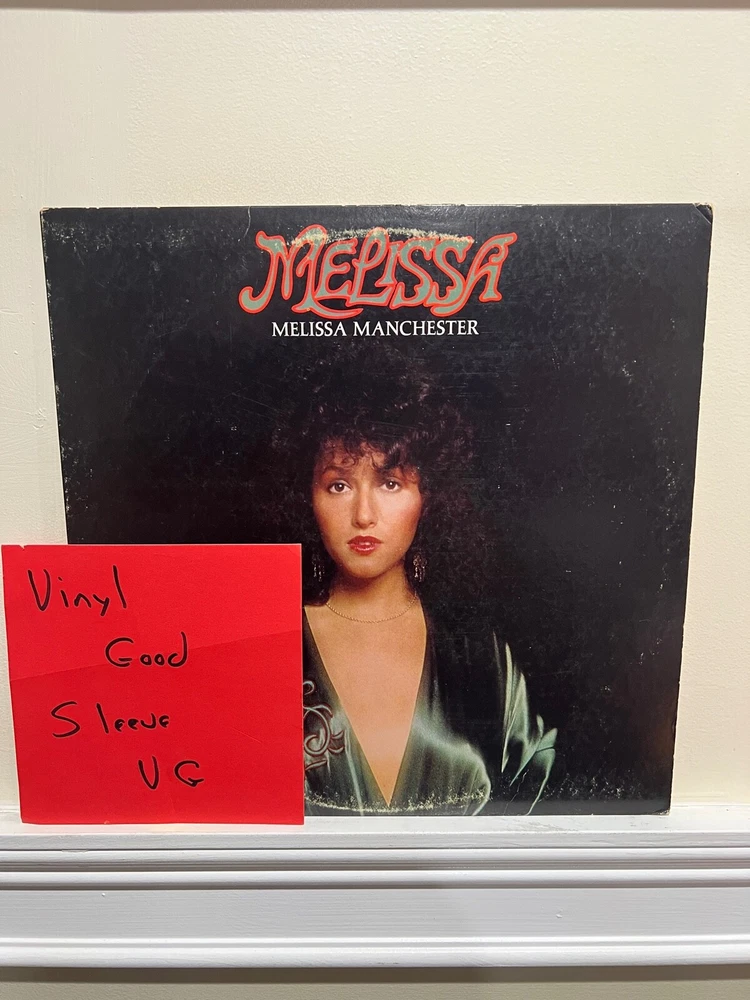 MELISSA
MELISSA MANCHESTER
Vinyl
Good
Sleeve
VG